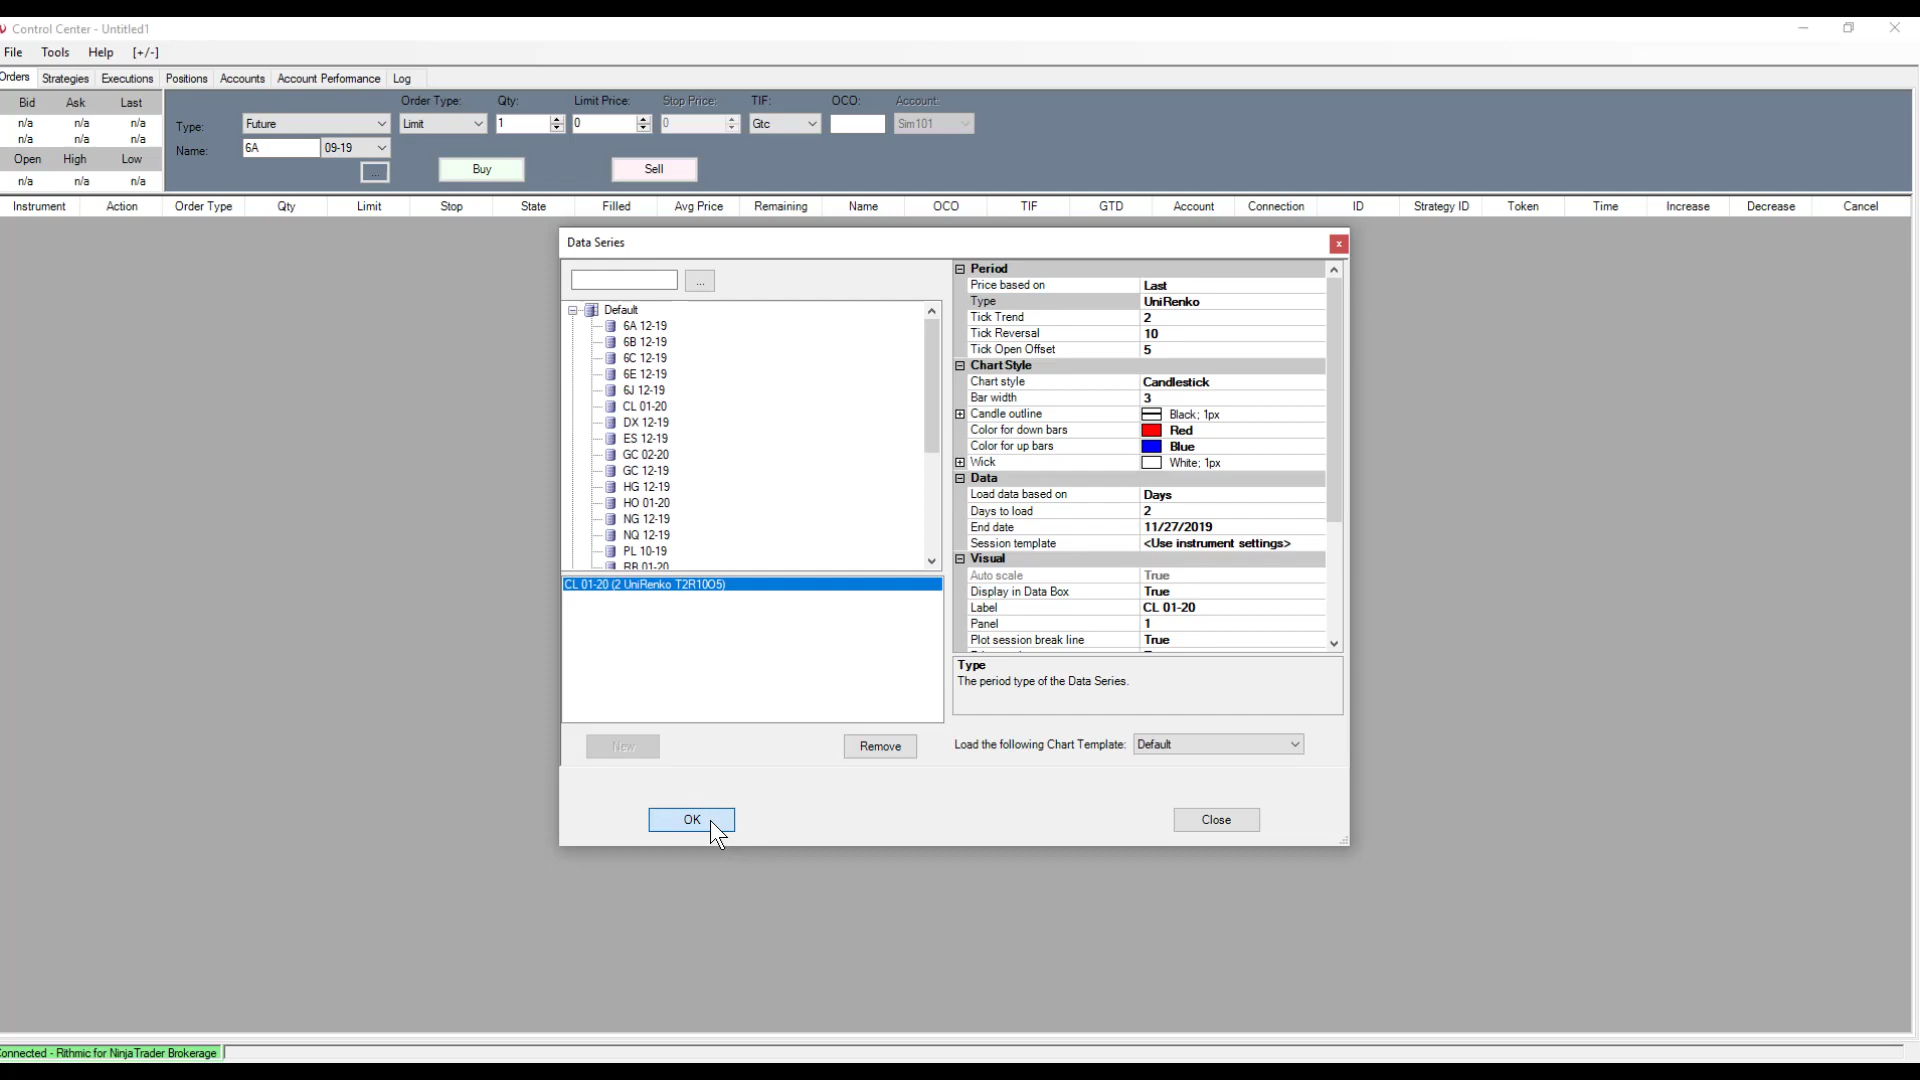 Control Center - Untitled1
File Tools Help [+/-]
Orders Strategies Executions Positions Accounts Account Performance Log
Bid Ask Last
n/a n/a n/a
n/a n/a n/a
Open High Low
n/a n/a n/a
Order Type: Qty: Limit Price: Stop Price: TIF: OCO: Account:
Type: Future Limit 1 0 0 Gtc Sim101
Name: 6A 09-19
...
Buy Sell
Instrument Action Order Type Qty Limit Stop State Filled Avg Price Remaining Name OCO TIF GTD Account Connection ID Strategy ID Token Time Increase Decrease Cancel
Data Series x
...
Default
6A 12-19
6B 12-19
6C 12-19
6E 12-19
6J 12-19
CL 01-20
DX 12-19
ES 12-19
GC 02-20
GC 12-19
HG 12-19
HO 01-20
NG 12-19
NQ 12-19
PL 10-19
RB 01-20
CL 01-20 (2 UniRenko T2R10O5)
New Remove
Period
Price based on Last
Type UniRenko
Tick Trend 2
Tick Reversal 10
Tick Open Offset 5
Chart Style
Chart style Candlestick
Bar width 3
Candle outline Black; 1px
Color for down bars Red
Color for up bars Blue
Wick White; 1px
Data
Load data based on Days
Days to load 2
End date 11/27/2019
Session template <Use instrument settings>
Visual
Auto scale True
Display in Data Box True
Label CL 01-20
Panel 1
Plot session break line True
Type
The period type of the Data Series.
Load the following Chart Template: Default
OK Close
Connected - Rithmic for NinjaTrader Brokerage